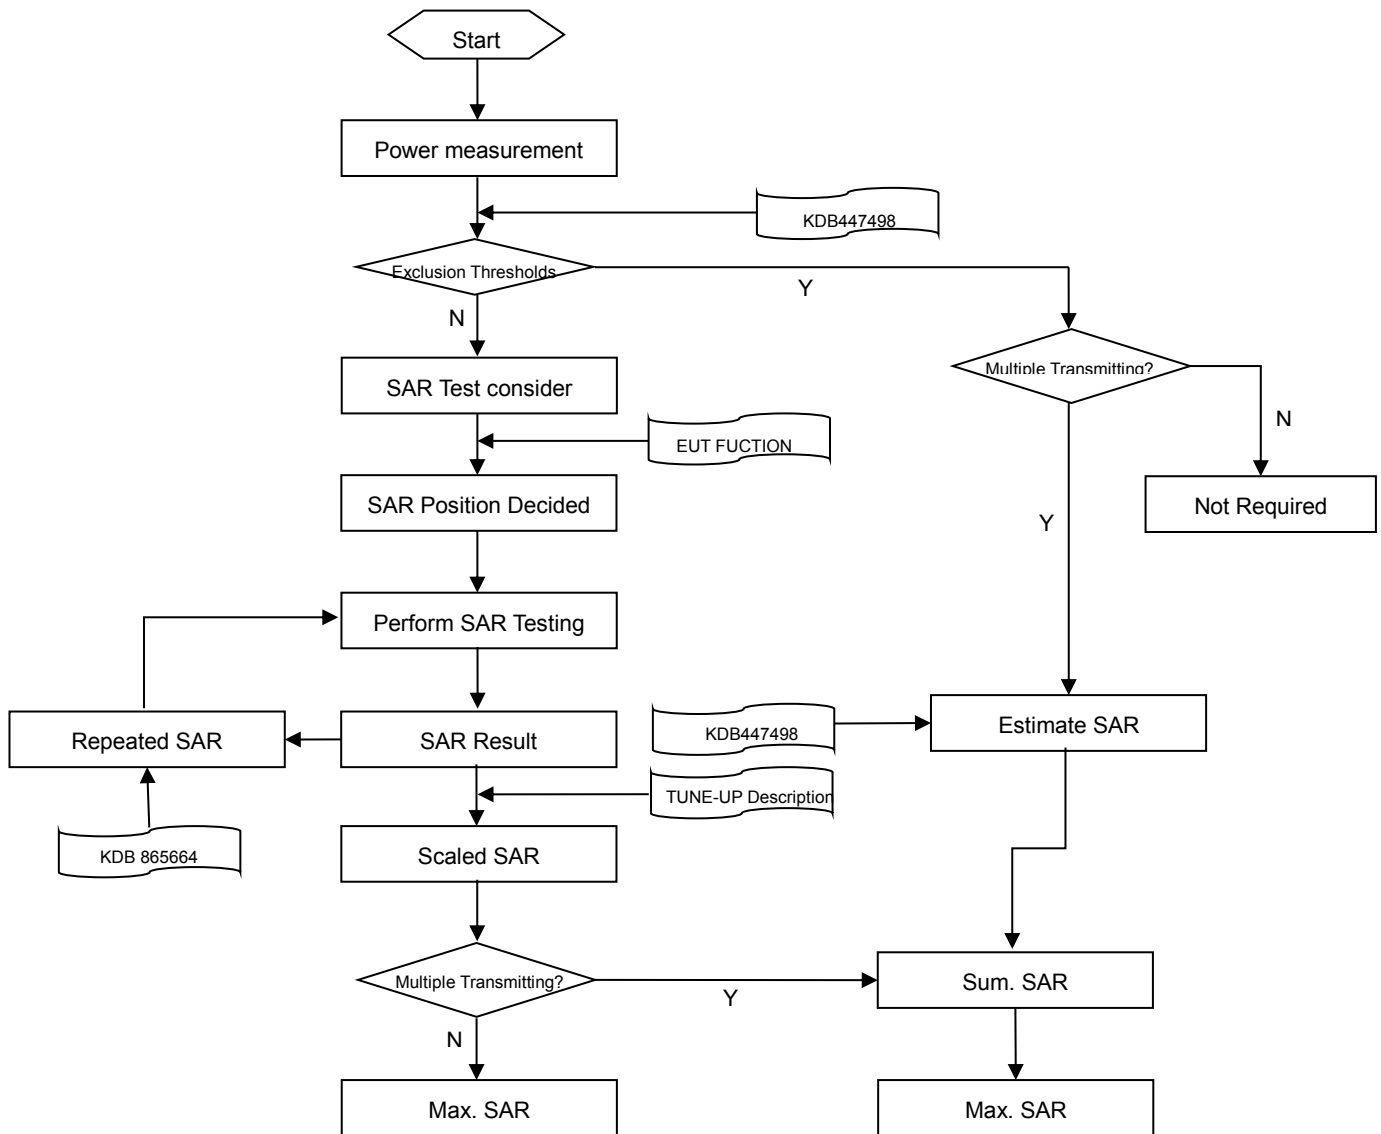 Start
Power measurement
KDB447498
Exclusion Thresholds
Y
N
Multiple Transmitting?
SAR Test consider
N
EUT FUCTION
SAR Position Decided
Not Required
Y
Perform SAR Testing
Repeated SAR
SAR Result
KDB447498
Estimate SAR
TUNE-UP Description
KDB 865664
Scaled SAR
Multiple Transmitting?
Y
Sum. SAR
N
Max. SAR
Max. SAR